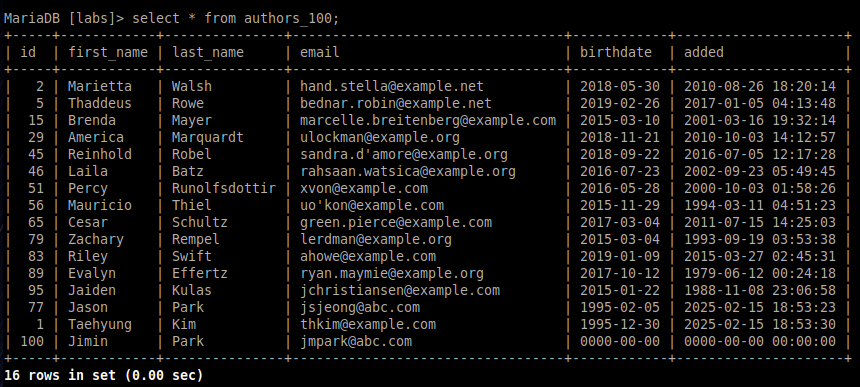 MariaDB [labs]> select * from authors_100;
+-----+------------+---------------+----------------------------------+------------+---------------------+
| id  | first_name | last_name     | email                            | birthdate  | added               |
+-----+------------+---------------+----------------------------------+------------+---------------------+
|   2 | Marietta   | Walsh         | hand.stella@example.net          | 2018-05-30 | 2010-08-26 18:20:14 |
|   5 | Thaddeus   | Rowe          | bednar.robin@example.net         | 2019-02-26 | 2017-01-05 04:13:48 |
|  15 | Brenda     | Mayer         | marcelle.breitenberg@example.com | 2015-03-10 | 2001-03-16 19:32:14 |
|  29 | America    | Marquardt     | ulockman@example.org             | 2018-11-21 | 2010-10-03 14:12:57 |
|  45 | Reinhold   | Robel         | sandra.d'amore@example.org       | 2018-09-22 | 2016-07-05 12:17:28 |
|  46 | Laila      | Batz          | rahsaan.watsica@example.org      | 2016-07-23 | 2002-09-23 05:49:45 |
|  51 | Percy      | Runolfsdottir | xvon@example.com                 | 2016-05-28 | 2000-10-03 01:58:26 |
|  56 | Mauricio   | Thiel         | uo'kon@example.com               | 2015-11-29 | 1994-03-11 04:51:23 |
|  65 | Cesar      | Schultz       | green.pierce@example.com         | 2017-03-04 | 2011-07-15 14:25:03 |
|  79 | Zachary    | Rempel        | lerdman@example.org              | 2015-03-04 | 1993-09-19 03:53:38 |
|  83 | Riley      | Swift         | ahowe@example.com                | 2019-01-09 | 2015-03-27 02:45:31 |
|  89 | Evalyn     | Effertz       | ryan.maymie@example.org          | 2017-10-12 | 1979-06-12 00:24:18 |
|  95 | Jaiden     | Kulas         | jchristiansen@example.com        | 2015-01-22 | 1988-11-08 23:06:58 |
|  77 | Jason      | Park          | jsjeong@abc.com                  | 1995-02-05 | 2025-02-15 18:53:23 |
|   1 | Taehyung   | Kim           | thkim@example.com                | 1995-12-30 | 2025-02-15 18:53:30 |
| 100 | Jimin      | Park          | jmpark@abc.com                   | 0000-00-00 | 0000-00-00 00:00:00 |
+-----+------------+---------------+----------------------------------+------------+---------------------+
16 rows in set (0.00 sec)